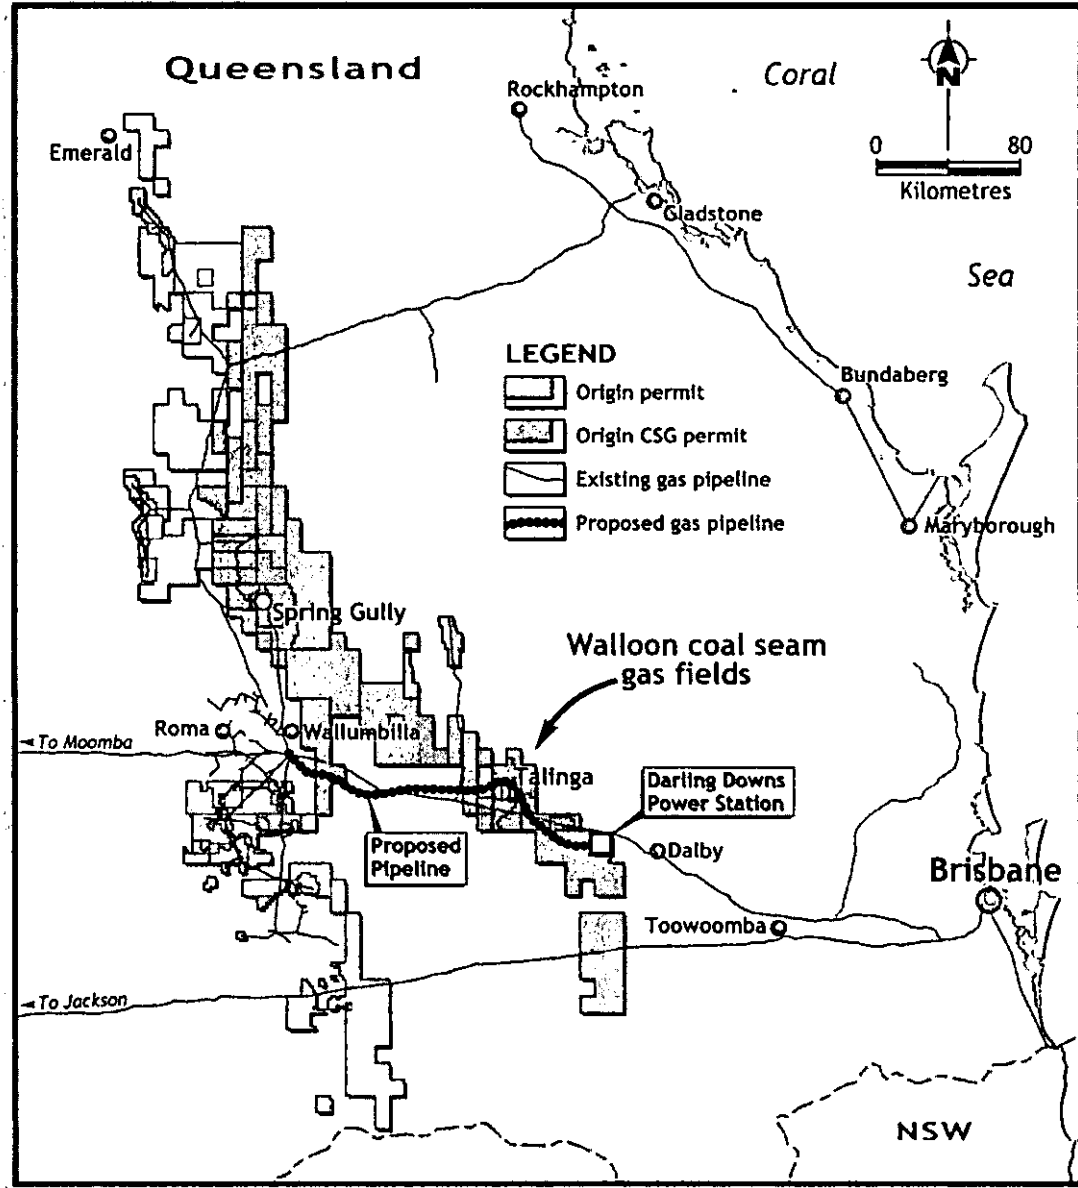 Queensland
Coral
N
Rockhampton
0 80
Kilometres
Emerald
Gladstone
Sea
LEGEND
Origin permit
Origin CSG permit
Existing gas pipeline
Proposed gas pipeline
Bundaberg
Maryborough
Spring Gully
Walloon coal seam
gas fields
Roma
Wallumbilla
To Moomba
Talinga
Darling Downs
Power Station
Proposed
Pipeline
Dalby
Brisbane
Toowoomba
To Jackson
NSW